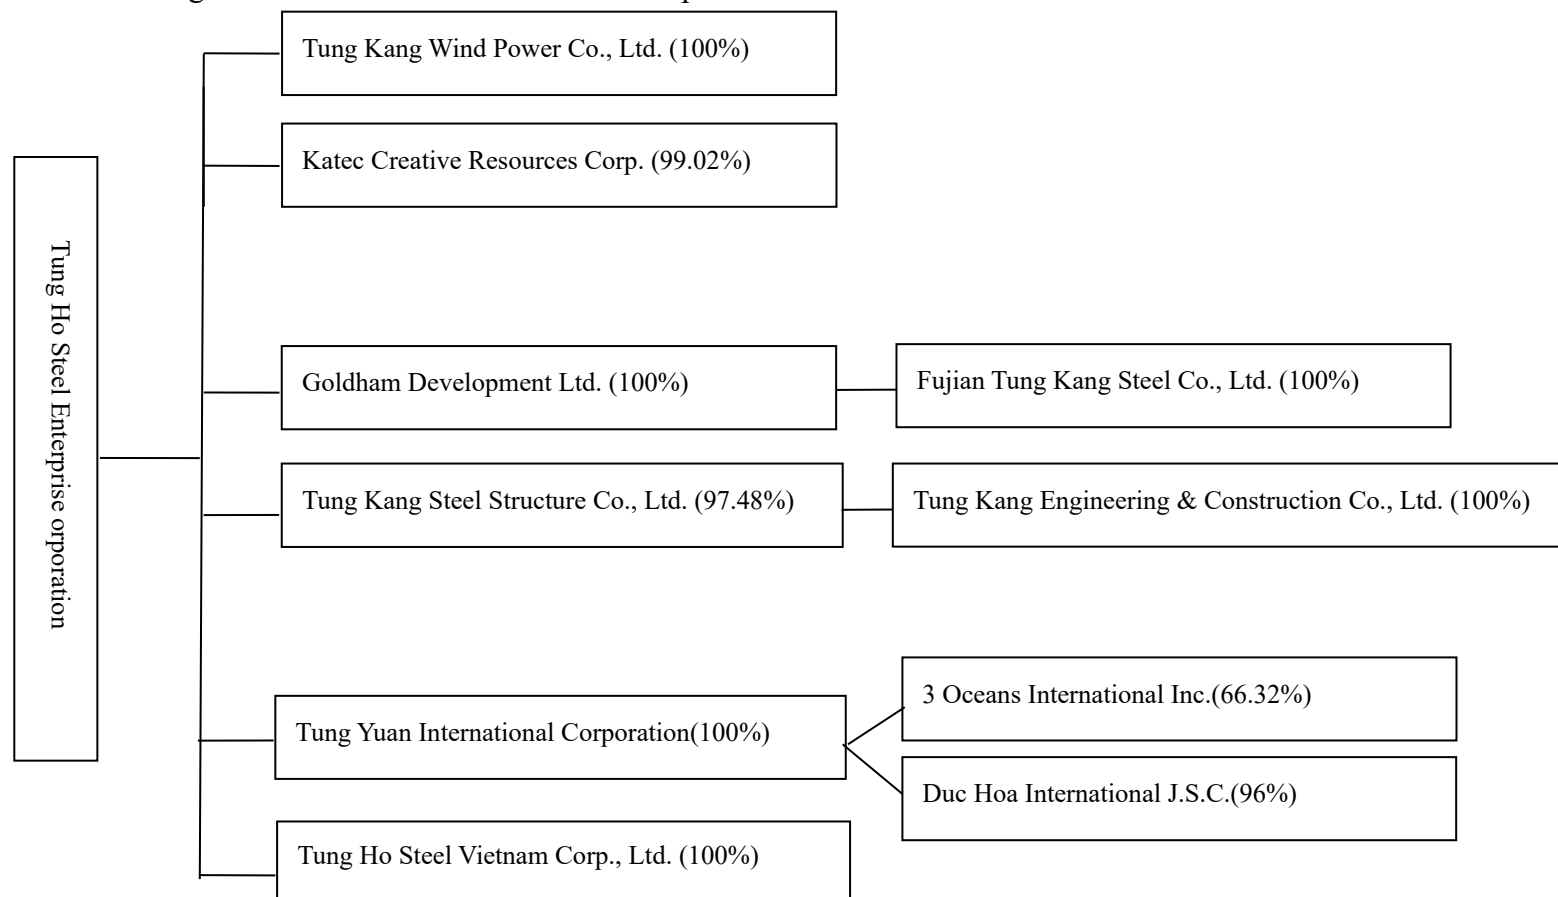 Tung Kang Wind Power Co., Ltd. (100%)
Katec Creative Resources Corp. (99.02%)
Tung Ho Steel Enterprise orporation
Goldham Development Ltd. (100%)
Fujian Tung Kang Steel Co., Ltd. (100%)
Tung Kang Steel Structure Co., Ltd. (97.48%)
Tung Kang Engineering & Construction Co., Ltd. (100%)
Tung Yuan International Corporation(100%)
3 Oceans International Inc.(66.32%)
Duc Hoa International J.S.C.(96%)
Tung Ho Steel Vietnam Corp., Ltd. (100%)